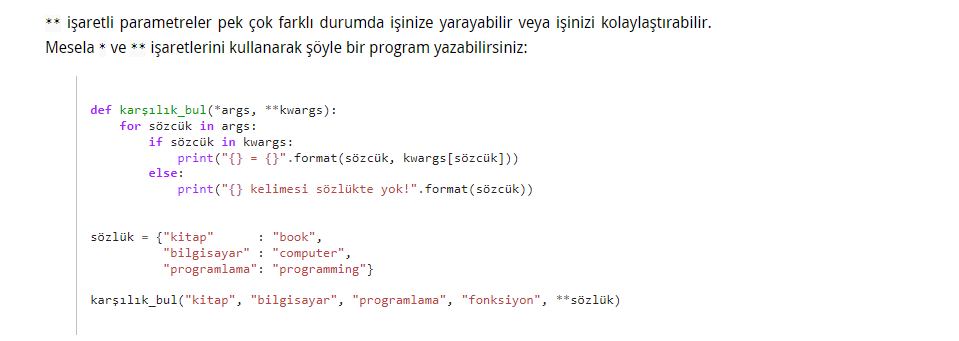 ** işaretli parametreler pek çok farklı durumda işinize yarayabilir veya işinizi kolaylaştırabilir.
Mesela * ve ** işaretlerini kullanarak şöyle bir program yazabilirsiniz:
def karşılık_bul(*args, **kwargs):
    for sözcük in args:
        if sözcük in kwargs:
            print("{} = {}".format(sözcük, kwargs[sözcük]))
        else:
            print("{} kelimesi sözlükte yok!".format(sözcük))
sözlük = {"kitap"      : "book",
          "bilgisayar" : "computer",
          "programlama": "programming"}
karşılık_bul("kitap", "bilgisayar", "programlama", "fonksiyon", **sözlük)